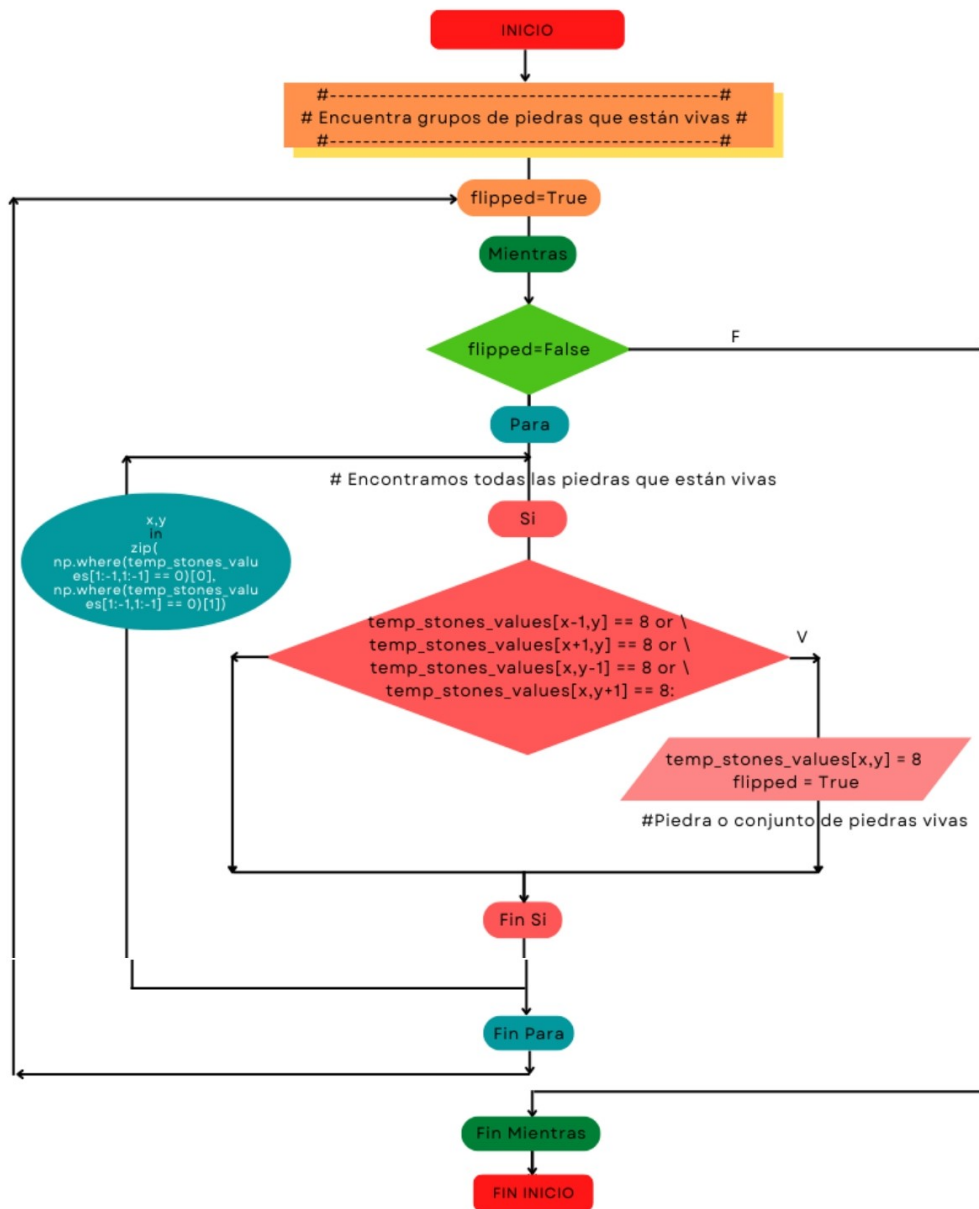 INICIO
#------------------------------------------------#
# Encuentra grupos de piedras que están vivas #
#------------------------------------------------#
flipped=True
Mientras
flipped=False
F
Para
# Encontramos todas las piedras que están vivas
x,y
in
zip(
np.where(temp_stones_valu
es[1:-1,1:-1] == 0)[0],
np.where(temp_stones_valu
es[1:-1,1:-1] == 0)[1])
Si
temp_stones_values[x-1,y] == 8 or \
temp_stones_values[x+1,y] == 8 or \
temp_stones_values[x,y-1] == 8 or \
temp_stones_values[x,y+1] == 8:
V
temp_stones_values[x,y] = 8
flipped = True
#Piedra o conjunto de piedras vivas
Fin Si
Fin Para
Fin Mientras
FIN INICIO